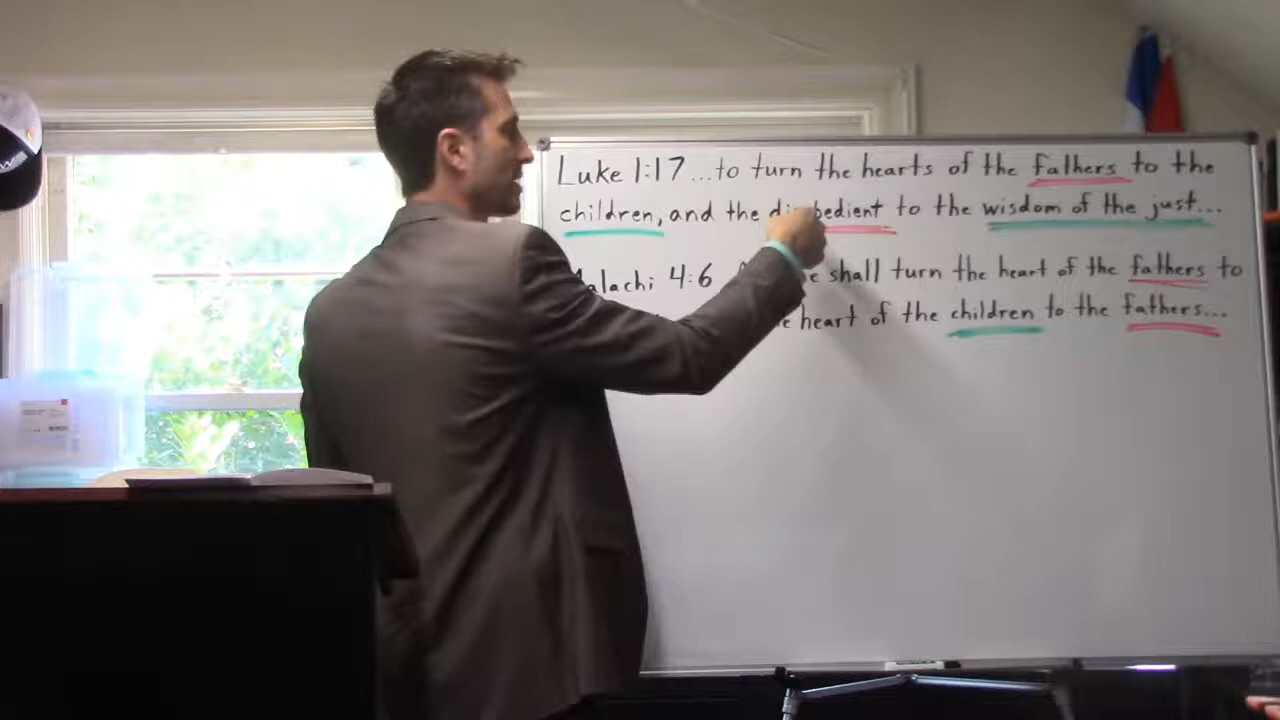 Luke 1:17 ...to turn the hearts of the fathers to the
children, and the disobedient to the wisdom of the just...
Malachi 4:6 shall turn the heart of the fathers to
heart of the children to the fathers...